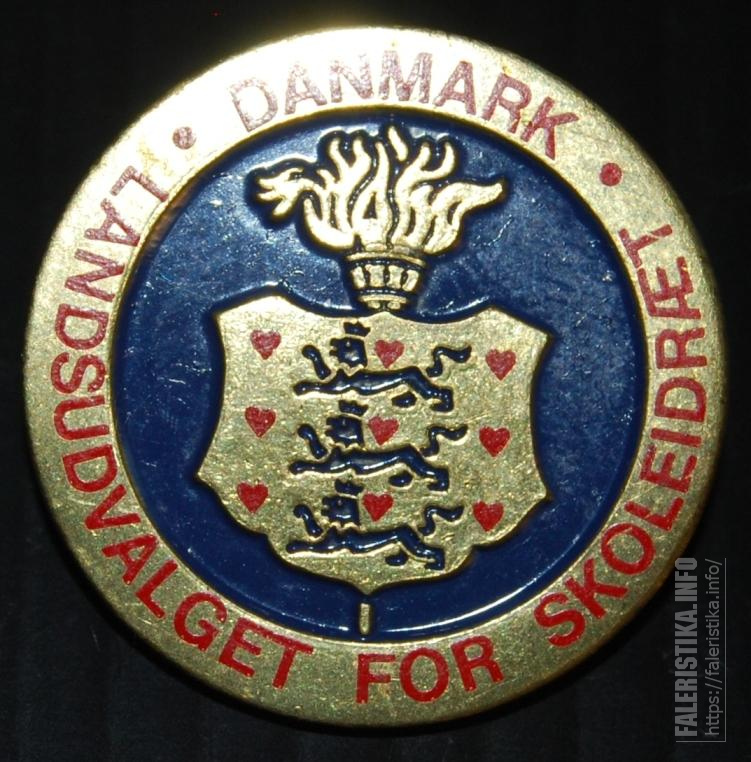 • DANMARK •
LANDSUDVALGET FOR SKOLEIDRÆT
FALERISTIKA.INFO
https://faleristika.info/